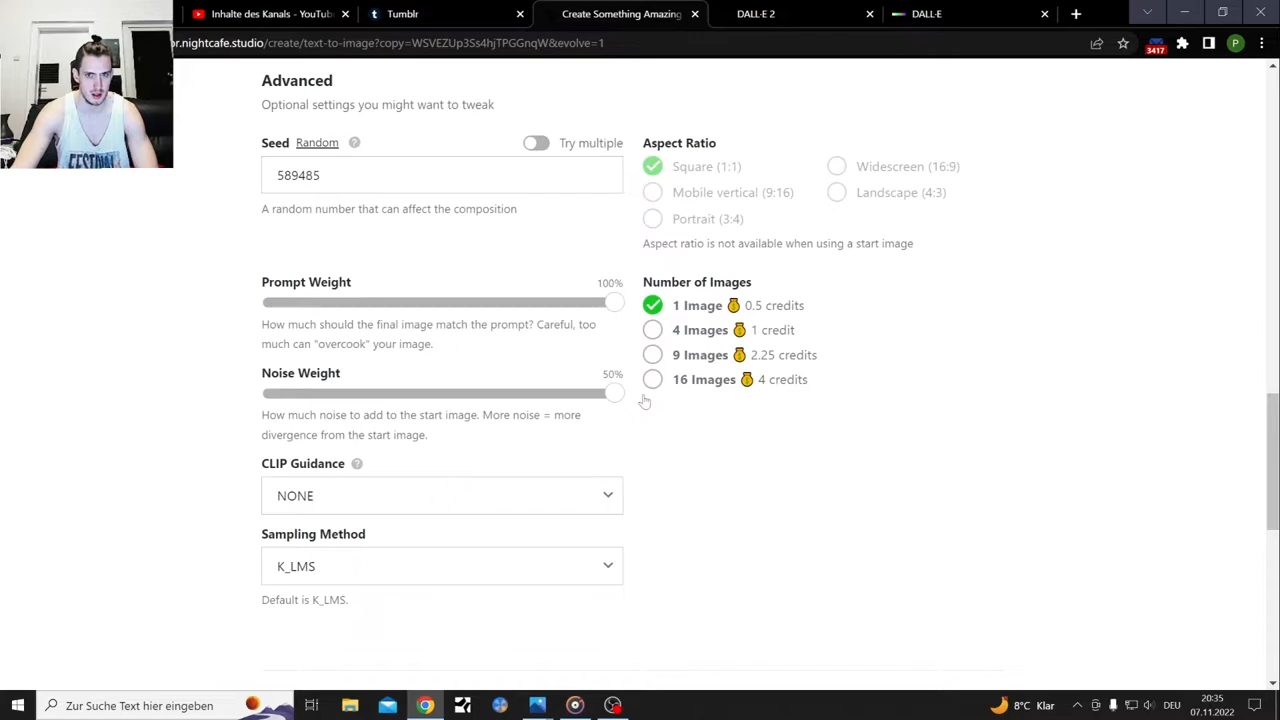 Inhalte des Kanals - YouTube
Tumblr
Create Something Amazing
DALL·E 2
DALL·E
or.nightcafe.studio/create/text-to-image?copy=WSVEZUp3Ss4hjTPGGnqW&evolve=1
3417
P
Advanced
Optional settings you might want to tweak
Seed Random ?
Try multiple
589485
A random number that can affect the composition
Aspect Ratio
Square (1:1)
Widescreen (16:9)
Mobile vertical (9:16)
Landscape (4:3)
Portrait (3:4)
Aspect ratio is not available when using a start image
Prompt Weight
100%
How much should the final image match the prompt? Careful, too
much can "overcook" your image.
Number of Images
1 Image 0.5 credits
4 Images 1 credit
9 Images 2.25 credits
16 Images 4 credits
Noise Weight
50%
How much noise to add to the start image. More noise = more
divergence from the start image.
CLIP Guidance ?
NONE
Sampling Method
K_LMS
Default is K_LMS.
Zur Suche Text hier eingeben
8°C Klar
DEU
20:35
07.11.2022